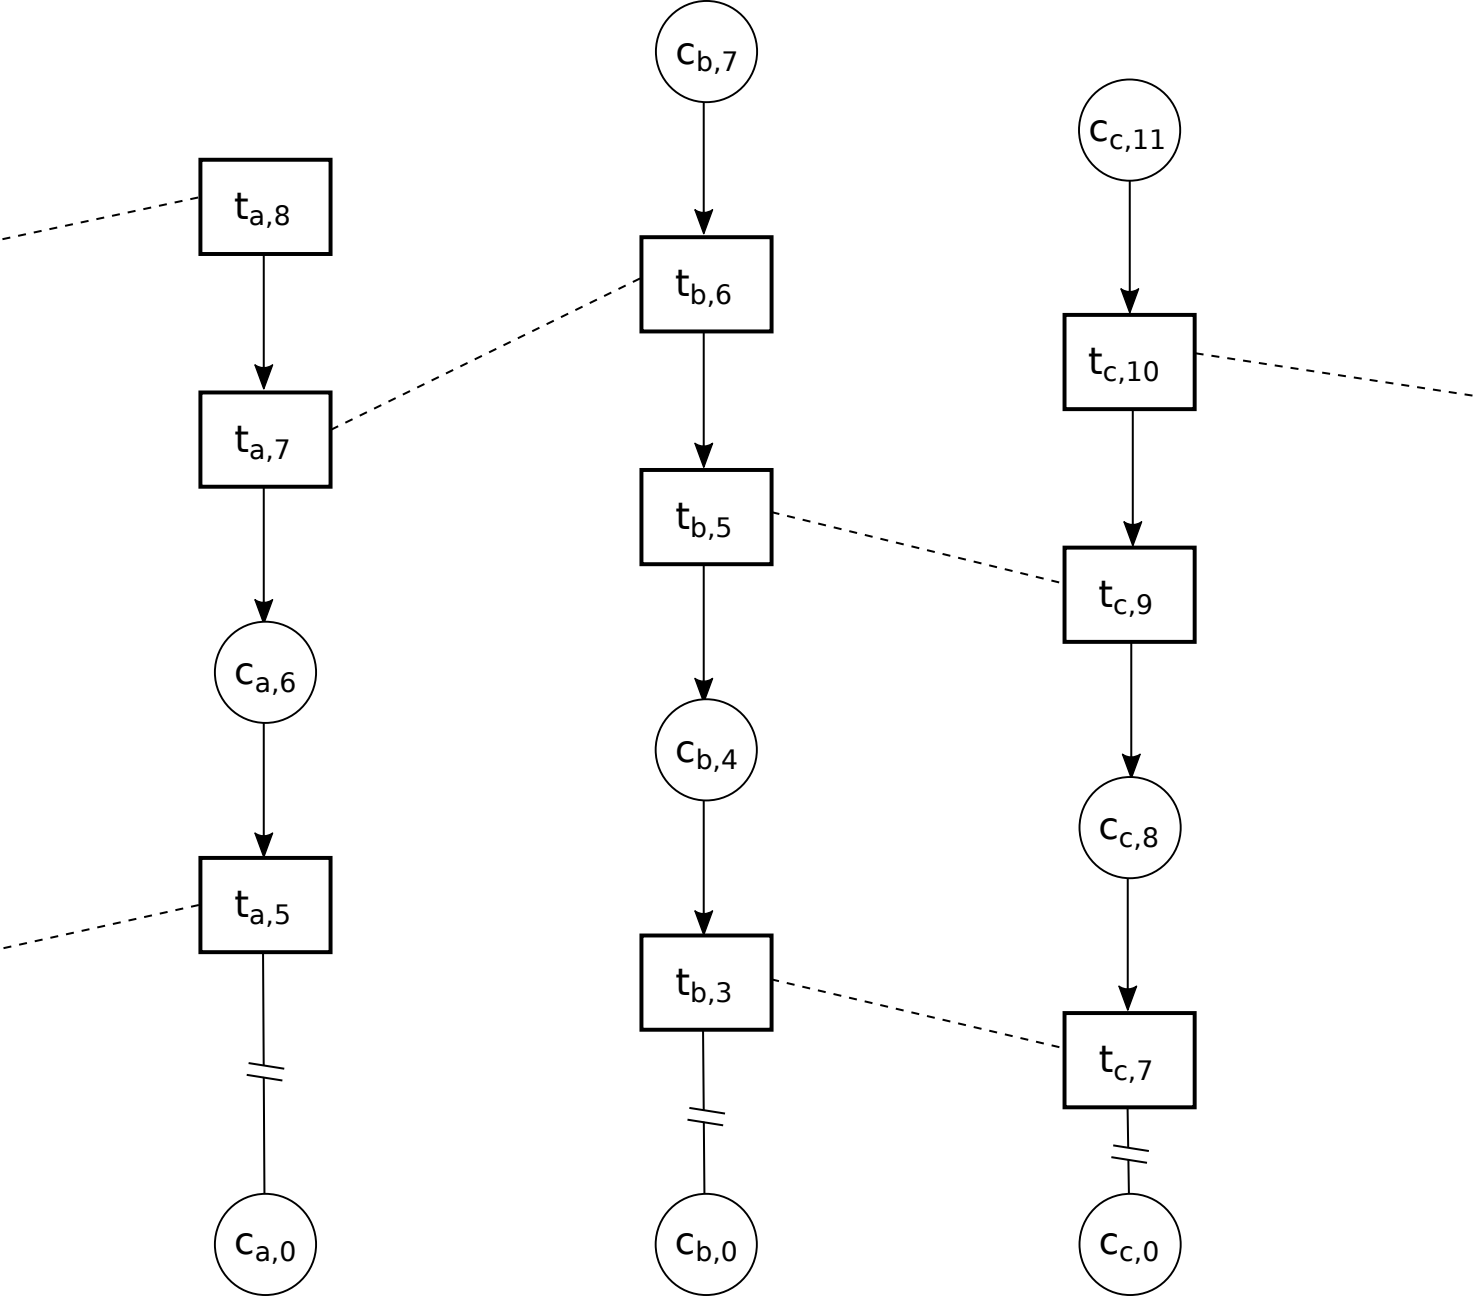 c_b,7
c_c,11
t_a,8
t_b,6
t_c,10
t_a,7
t_b,5
t_c,9
c_a,6
c_b,4
c_c,8
t_a,5
t_b,3
t_c,7
c_a,0
c_b,0
c_c,0